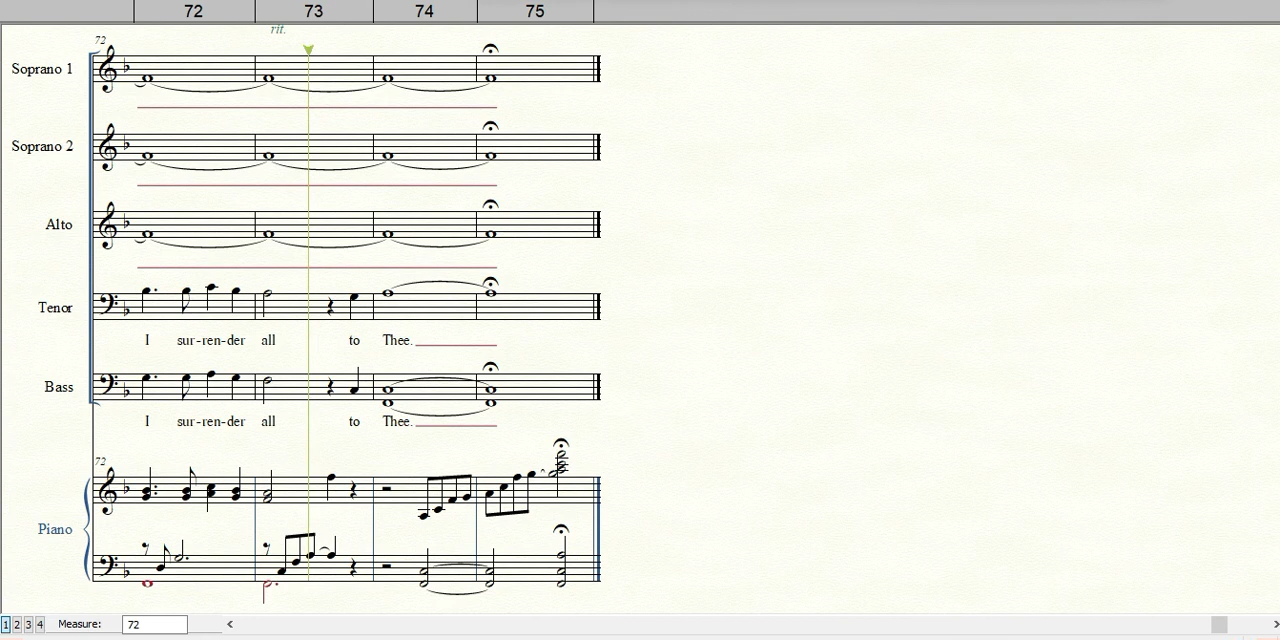 72 73 74 75
rit.
72
Soprano 1
Soprano 2
Alto
Tenor
I sur-ren-der all to Thee.
Bass
I sur-ren-der all to Thee.
72
Piano
1 2 3 4 Measure: 72 <